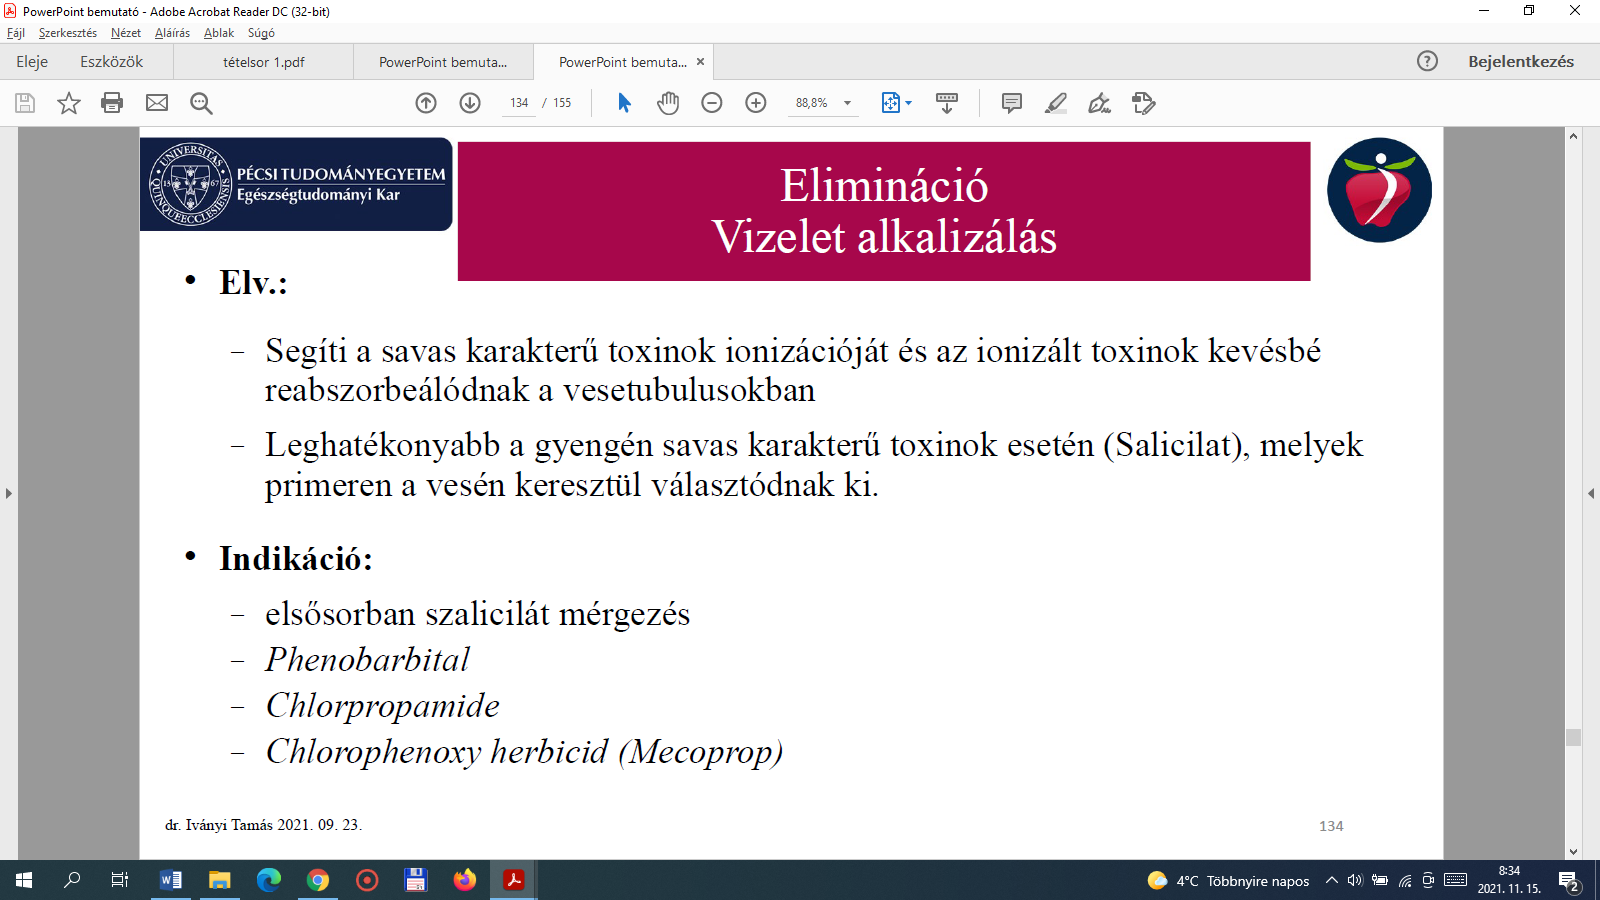 PowerPoint bemutató - Adobe Acrobat Reader DC (32-bit)
Fájl Szerkesztés Nézet Aláírás Ablak Súgó
Eleje Eszközök tételsor 1.pdf PowerPoint bemuta... PowerPoint bemuta... × Bejelentkezés
134 / 155 88,8%
UNIVERSITAS QUINQUEECCLESIENSIS
1367
PÉCSI TUDOMÁNYEGYETEM
Egészségtudományi Kar
Elimináció
Vizelet alkalizálás
• Elv.:
– Segíti a savas karakterű toxinok ionizációját és az ionizált toxinok kevésbé
reabszorbeálódnak a vesetubulusokban
– Leghatékonyabb a gyengén savas karakterű toxinok esetén (Salicilat), melyek
primeren a vesén keresztül választódnak ki.
• Indikáció:
– elsősorban szalicilát mérgezés
– Phenobarbital
– Chlorpropamide
– Chlorophenoxy herbicid (Mecoprop)
dr. Iványi Tamás 2021. 09. 23.
134
4°C Többnyire napos
8:34
2021. 11. 15.
2